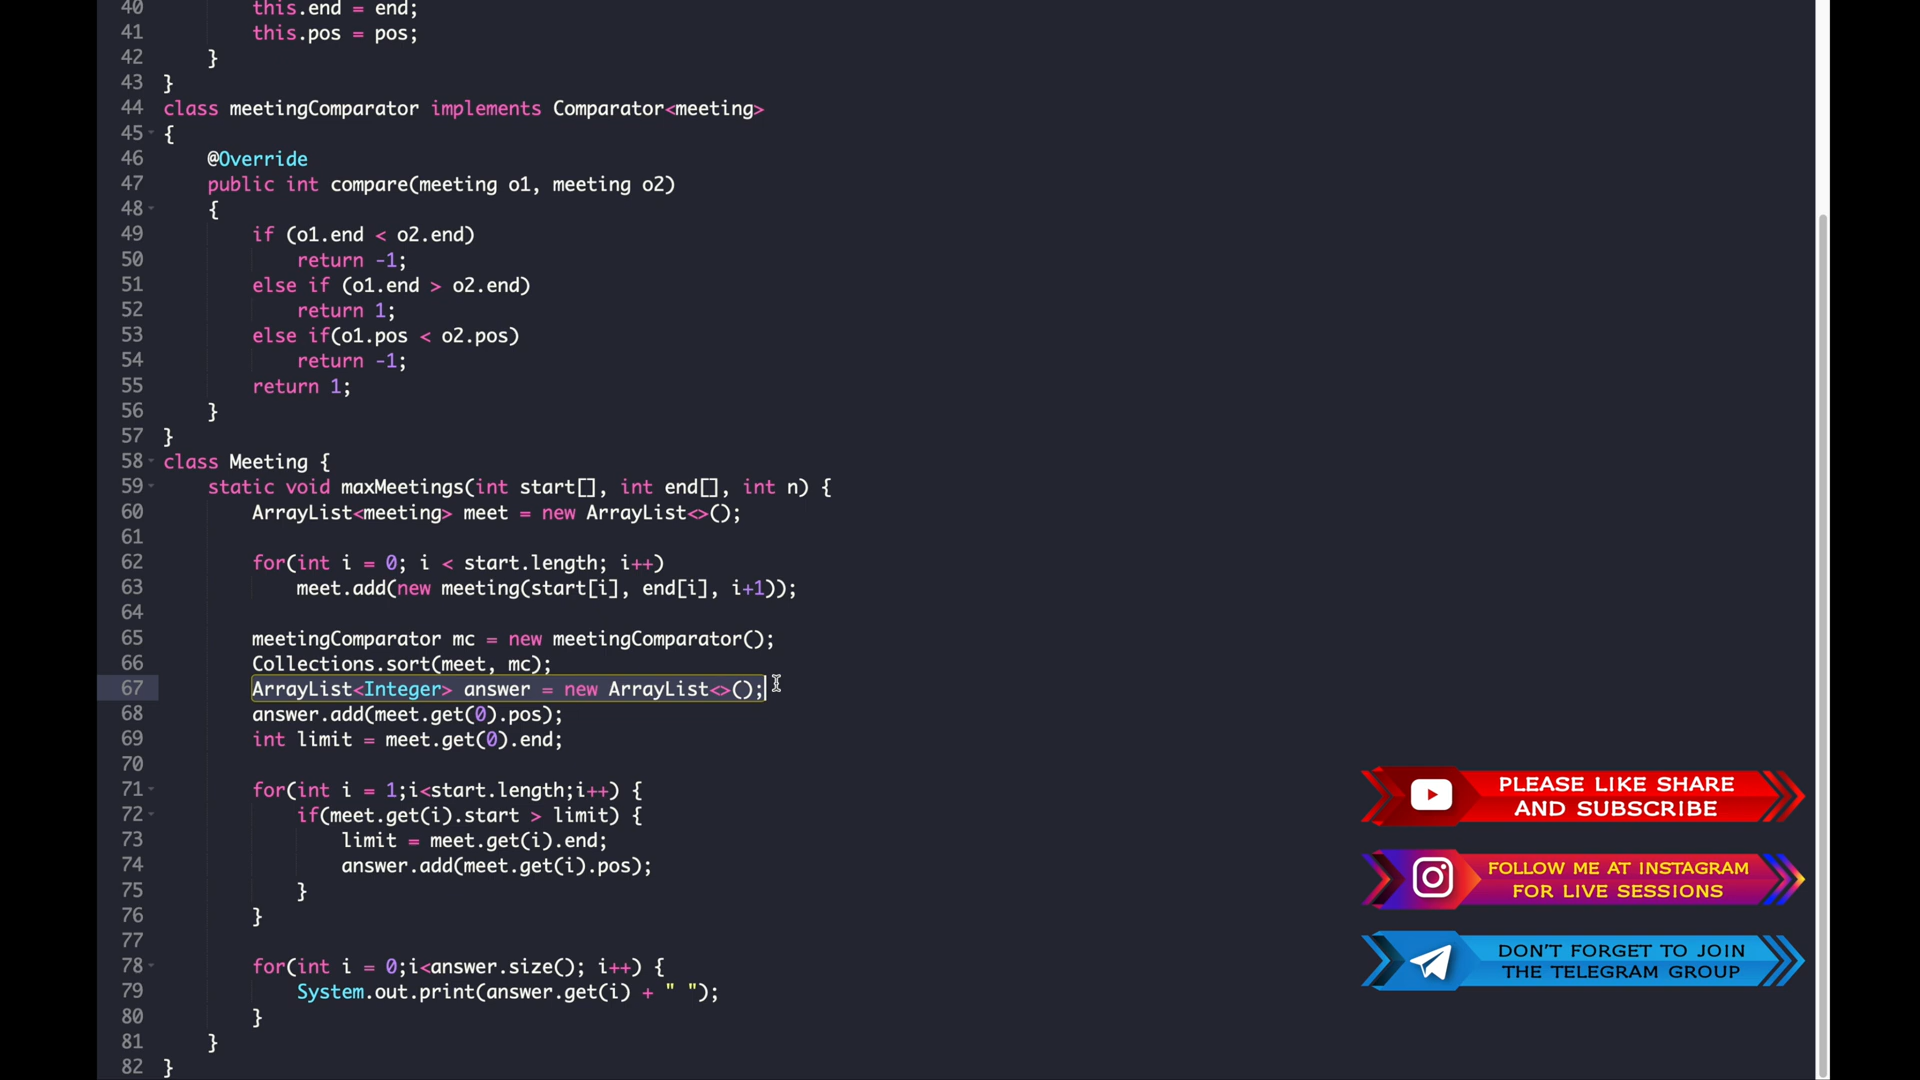 40 this.end = end;
41 this.pos = pos;
42 }
43 }
44 class meetingComparator implements Comparator<meeting>
45 {
46 @Override
47 public int compare(meeting o1, meeting o2)
48 {
49 if (o1.end < o2.end)
50 return -1;
51 else if (o1.end > o2.end)
52 return 1;
53 else if(o1.pos < o2.pos)
54 return -1;
55 return 1;
56 }
57 }
58 class Meeting {
59 static void maxMeetings(int start[], int end[], int n) {
60 ArrayList<meeting> meet = new ArrayList<>();
61
62 for(int i = 0; i < start.length; i++)
63 meet.add(new meeting(start[i], end[i], i+1));
64
65 meetingComparator mc = new meetingComparator();
66 Collections.sort(meet, mc);
67 ArrayList<Integer> answer = new ArrayList<>();
68 answer.add(meet.get(0).pos);
69 int limit = meet.get(0).end;
70
71 for(int i = 1;i<start.length;i++) {
72 if(meet.get(i).start > limit) {
73 limit = meet.get(i).end;
74 answer.add(meet.get(i).pos);
75 }
76 }
77
78 for(int i = 0;i<answer.size(); i++) {
79 System.out.print(answer.get(i) + " ");
80 }
81 }
82 }
PLEASE LIKE SHARE
AND SUBSCRIBE
FOLLOW ME AT INSTAGRAM
FOR LIVE SESSIONS
DON'T FORGET TO JOIN
THE TELEGRAM GROUP